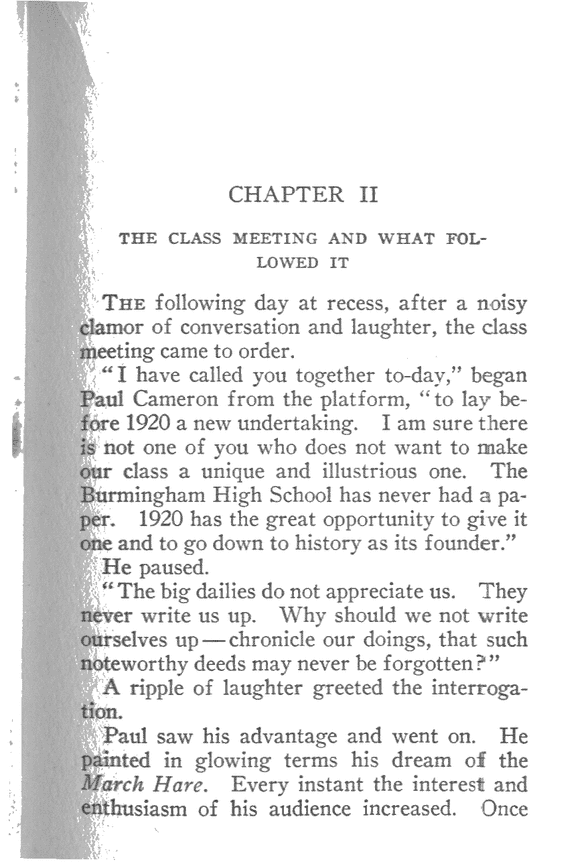 CHAPTER II
THE CLASS MEETING AND WHAT FOL-
LOWED IT
THE following day at recess, after a noisy
clamor of conversation and laughter, the class
meeting came to order.
“I have called you together to-day,” began
Paul Cameron from the platform, “to lay be-
fore 1920 a new undertaking. I am sure there
is not one of you who does not want to make
our class a unique and illustrious one. The
Burmingham High School has never had a pa-
per. 1920 has the great opportunity to give it
one and to go down to history as its founder.”
He paused.
“The big dailies do not appreciate us. They
never write us up. Why should we not write
ourselves up—chronicle our doings, that such
noteworthy deeds may never be forgotten?”
A ripple of laughter greeted the interroga-
tion.
Paul saw his advantage and went on. He
painted in glowing terms his dream of the
March Hare. Every instant the interest and
enthusiasm of his audience increased. Once